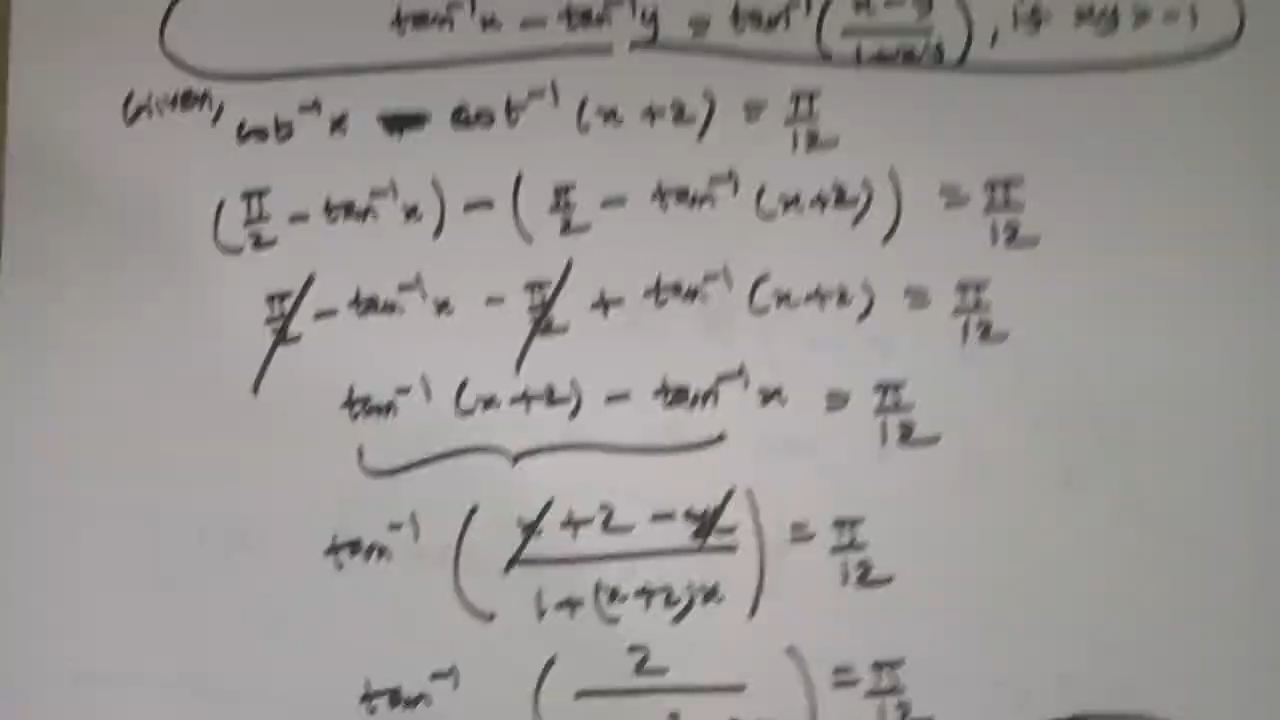 tan⁻¹x - tan⁻¹y = tan⁻¹(x-y / 1+xy), if xy > -1
Given, cot⁻¹x - cot⁻¹(x+2) = π/12
(π/2 - tan⁻¹x) - (π/2 - tan⁻¹(x+2)) = π/12
π/2 - tan⁻¹x - π/2 + tan⁻¹(x+2) = π/12
tan⁻¹(x+2) - tan⁻¹x = π/12
tan⁻¹(x+2-x / 1+(x+2)x) = π/12
tan⁻¹(2 / ) = π/12